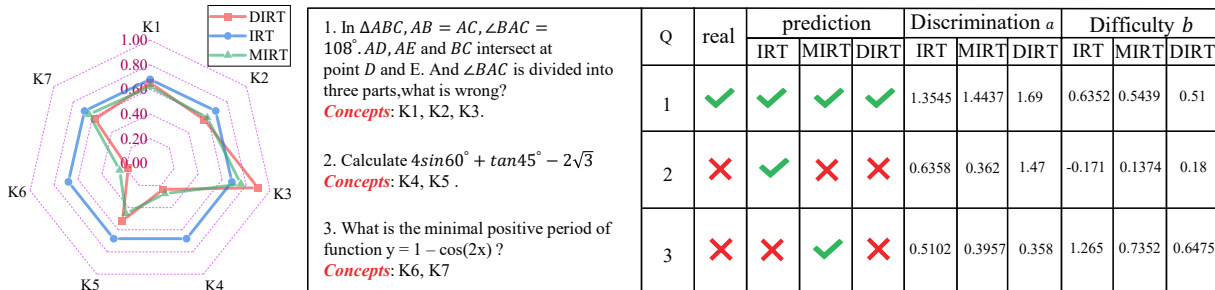 DIRT
IRT
MIRT
K1
1.00
0.80
0.60
0.40
0.20
0.00
K2
K3
K4
K5
K6
K7
1. In ΔABC, AB = AC, ∠BAC =
108°. AD, AE and BC intersect at
point D and E. And ∠BAC is divided into
three parts,what is wrong?
Concepts: K1, K2, K3.
2. Calculate 4sin60° + tan45° − 2√3
Concepts: K4, K5 .
3. What is the minimal positive period of
function y = 1 – cos(2x) ?
Concepts: K6, K7
Q real prediction Discrimination a Difficulty b
IRT MIRT DIRT IRT MIRT DIRT IRT MIRT DIRT
1 ✓ ✓ ✓ ✓ 1.3545 1.4437 1.69 0.6352 0.5439 0.51
2 ✗ ✓ ✗ ✗ 0.6358 0.362 1.47 -0.171 0.1374 0.18
3 ✗ ✗ ✓ ✗ 0.5102 0.3957 0.358 1.265 0.7352 0.6475